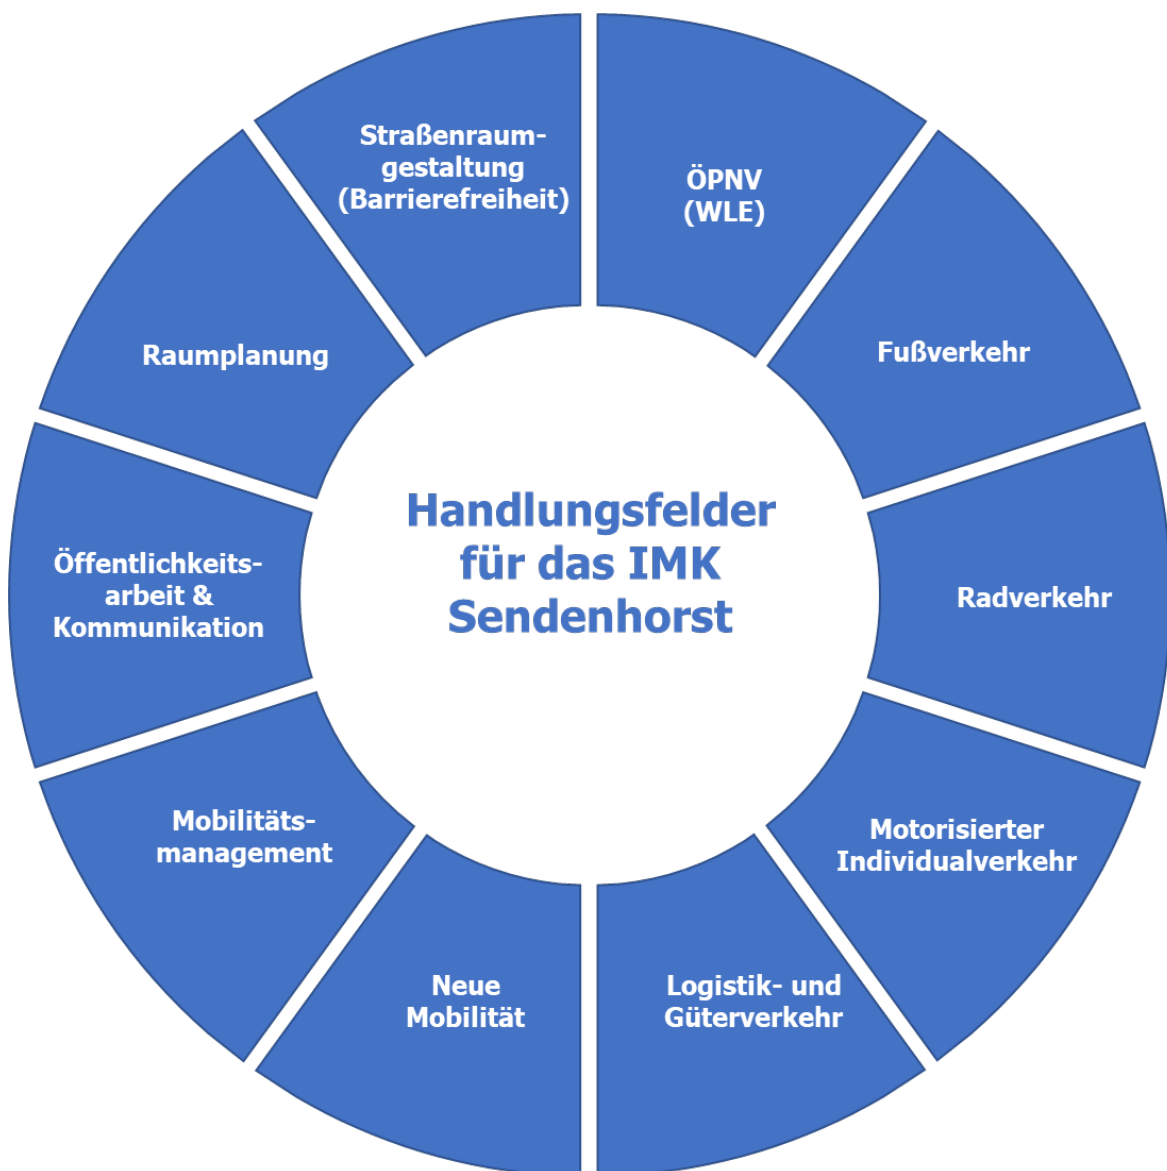 Handlungsfelder
für das IMK
Sendenhorst
ÖPNV
(WLE)
Fußverkehr
Radverkehr
Motorisierter
Individualverkehr
Logistik- und
Güterverkehr
Neue
Mobilität
Mobilitäts-
management
Öffentlichkeits-
arbeit &
Kommunikation
Raumplanung
Straßenraum-
gestaltung
(Barrierefreiheit)